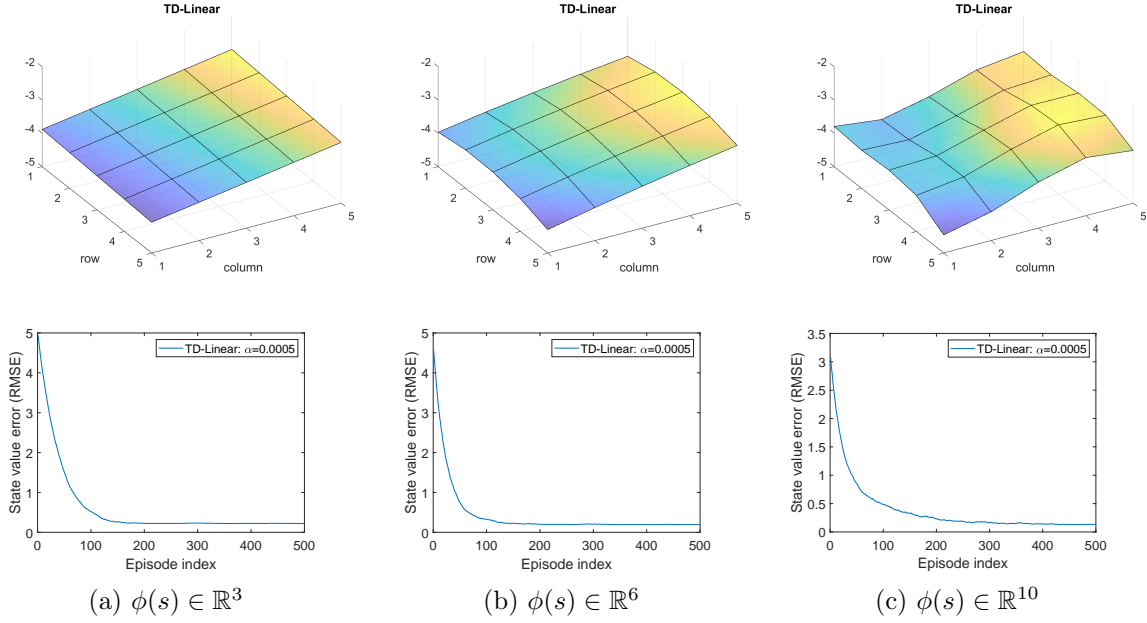 TD-Linear
-2
-3
-4
-5
1
2
3
4
5
row
1
2
3
4
5
column
TD-Linear
-2
-3
-4
-5
1
2
3
4
5
row
1
2
3
4
5
column
TD-Linear
-2
-3
-4
-5
1
2
3
4
5
row
1
2
3
4
5
column
5
4
3
2
1
0
State value error (RMSE)
TD-Linear: α=0.0005
0 100 200 300 400 500
Episode index
5
4
3
2
1
0
State value error (RMSE)
TD-Linear: α=0.0005
0 100 200 300 400 500
Episode index
3.5
3
2.5
2
1.5
1
0.5
0
State value error (RMSE)
TD-Linear: α=0.0005
0 100 200 300 400 500
Episode index
(a) ϕ(s) ∈ ℝ³
(b) ϕ(s) ∈ ℝ⁶
(c) ϕ(s) ∈ ℝ¹⁰